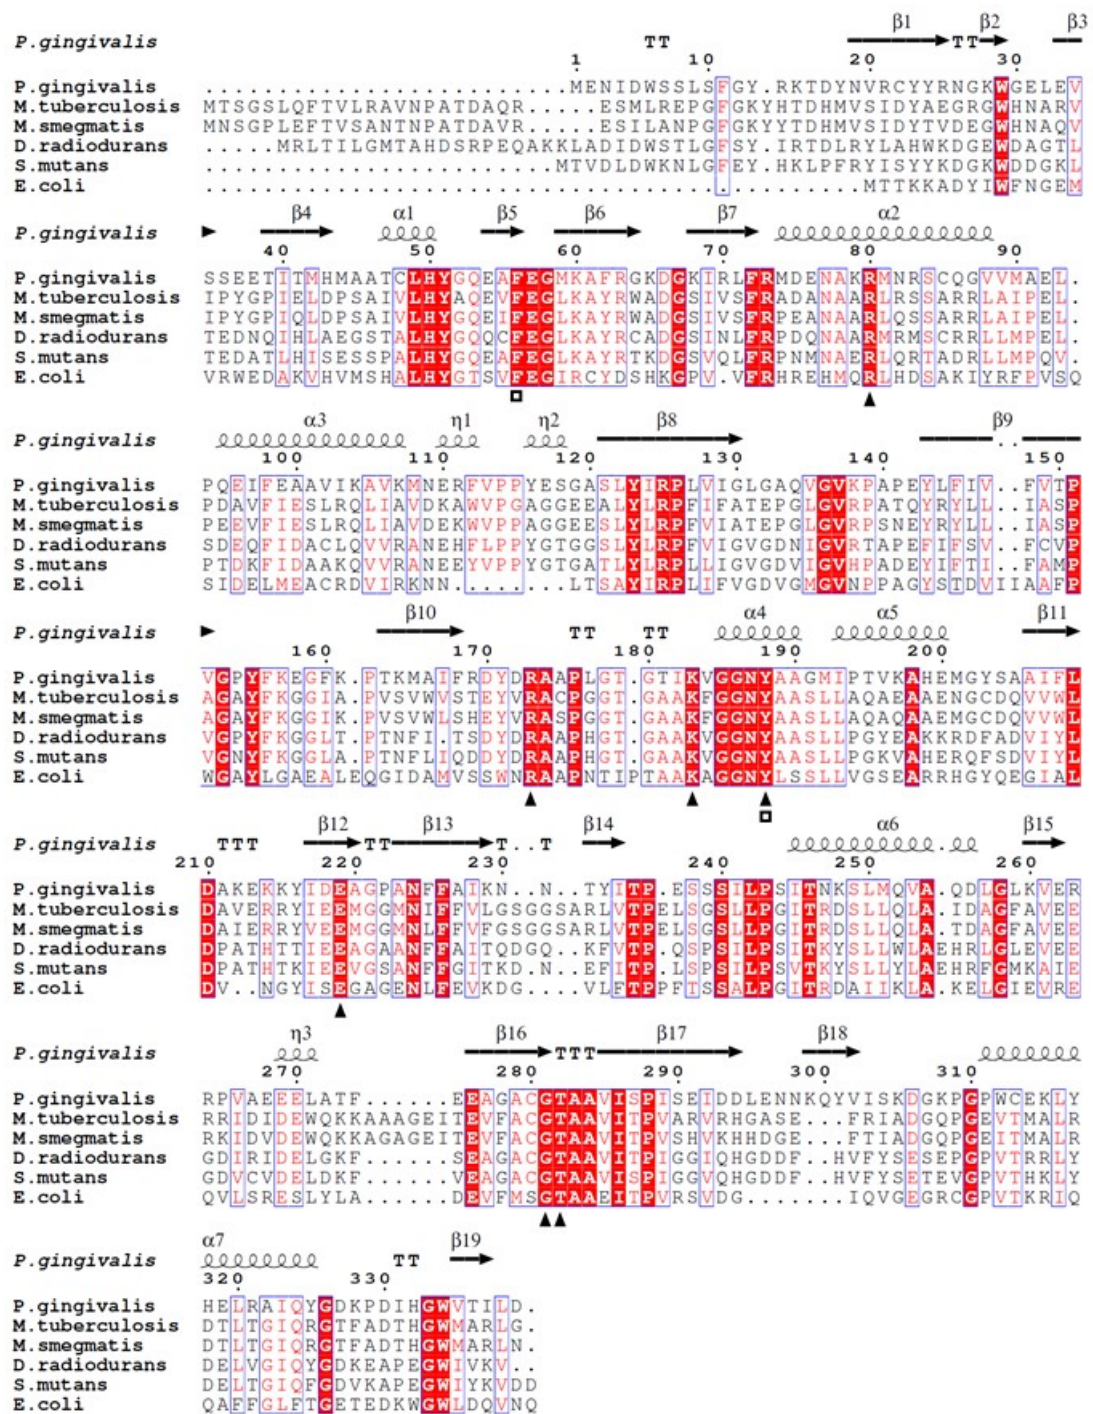 β1 β2 β3
P.gingivalis TT TT
1 10 20 30
P.gingivalis .........................MENIDWSSLSFGY.RKTDYNVRCYYRNGKWGELEV
M.tuberculosis MTSGSLQFTVLRAVNPATDAQR.....ESMLREPGFGKYHTDHMVSIDYAEGRGWHNARV
M.smegmatis MNSGPLEFTVSANTNPATDAVR.....ESILANPGFGKYYTDHMVSIDYTVDEGWHNAQV
D.radiodurans .....MRLTILGMTAHDSRPEQAKKLADIDWSTLGFSY.IRTDLRYLAHWKDGEWDAGTL
S.mutans ........................MTVDLDWKNLGFEY.HKLPFRYISYYKDGKWDDGKL
E.coli .............................................MTTKKADYIWFNGEM
β4 α1 β5 β6 β7 α2
P.gingivalis
40 50 60 70 80 90
P.gingivalis SSEETITMHMAATCLHYGQEAFEGMKAFRGKDGKIRLFRMDENAKRMNRSCQGVVMAEL.
M.tuberculosis IPYGPIELDPSAIVLHYAQEVFEGLKAYRWADGSIVSFRADANAARLRSSARRLAIPEL.
M.smegmatis IPYGPIQLDPSAIVLHYGQEIFEGLKAYRWADGSIVSFRPEANAARLQSSARRLAIPEL.
D.radiodurans TEDNQIHLAEGSTALHYGQQCFEGLKAYRCADGSINLFRPDQNAARMRMSCRRLLMPEL.
S.mutans TEDATLHISESSPALHYGQEAFEGLKAYRTKDGSVQLFRPNMNAERLQRTADRLLMPQV.
E.coli VRWEDAKVHVMSHALHYGTSVFEGIRCYDSHKGPV.VFRHREHMQRLHDSAKIYRFPVSQ
α3 η1 η2 β8 β9
P.gingivalis
100 110 120 130 140 150
P.gingivalis PQEIFEAAVIKAVKMNERFVPPYESGASLYIRPLVIGLGAQVGVKPAPEYLFIV..FVTP
M.tuberculosis PDAVFIESLRQLIAVDKAWVPGAGGEEALYLRPFIFATEPGLGVRPATQYRYLL..IASP
M.smegmatis PEEVFIESLRQLIAVDEKWVPAAGGEESLYLRPFVIATEPGLGVRPSNEYRYLL..IASP
D.radiodurans SDEQFIDACLQVVRANEHFLPPYGTGGSLYLRPFVIGVGDNIGVRTAPEFIFSV..FCVP
S.mutans PTDKFIDAAKQVVRANEEYVPPYGTGATLYLRPLLIGVGDVIGVHPADEYIFTI..FAMP
E.coli SIDELMEACRDVIRKNN.....LTSAYIRPLIFVGDVGMGVNPPAGYSTDVIIAAFP
β10 α4 α5 β11
P.gingivalis TT TT
160 170 180 190 200
P.gingivalis VGPYFKEGFK.PTKMAIFRDYDRAAPLGT.GTIKVGGNYAAGMIPTVKAHEMGYSAAIFL
M.tuberculosis AGAYFKGGIK.PVSVWVSTEYVRACPGGT.GAAKFGGNYAASLLAQAEAAENGCDQVVWL
M.smegmatis AGAYFKGGIK.PVSVWLSHEYVRASPGGT.GAAKFGGNYAASLLAQAQAAEMGCDQVVWL
D.radiodurans VGPYFKGGLT.PTNFI.TSDYDRAAPHGT.GAAKVGGNYAASLLPGYEAKKRDFADVIYL
S.mutans VGNYFKGGLA.PTNFLIQDDYDRAAPHGT.GAAKVGGNYAASLLPGKVAHERQFSDVIYL
E.coli WGAYLGAEALEQGIDAMVSSWNRAAPNTIPTAAKAGGNYLSSLLVGSEARRHGYQEGIAL
β12 β13 β14 α6 β15
P.gingivalis TTT TT T..T
210 220 230 240 250 260
P.gingivalis DAKEKKYIDEAGPANFFAIKN..N..TYITP.ESSSILPSITNKSLMQVA.QDLGLKVER
M.tuberculosis DAVERRYIEEMGGMNIFFVLGSGGSARLVTPELSGSLLPGITRDSLLQLA.IDAGFAVEE
M.smegmatis DAIERRYVEEMGGMNLFFVFGSGGSARLVTPELSGSLLPGITRDSLLQLA.TDAGFAVEE
D.radiodurans DPATHTTIEEAGAANFFAITQDGQ..KFVTP.QSPSILPSITKYSLLWLAEHRLGLEVEE
S.mutans DPATHTKIEEVGSANFFGITKD.N..EFITP.LSPSILPSVTKYSLLYLAEHRFGMKAIE
E.coli DV..NGYISEGAGENLFEVKDG....VLFTPPFTSSALPGITRDAIIKLA.KELGIEVRE
η3 β16 β17 β18
P.gingivalis TTT
270 280 290 300 310
P.gingivalis RPVAEEELATF......EEAGACGTAAVISPISEIDDLENNKQYVISKDGKPGPWCEKLY
M.tuberculosis RRIDIDEWQKKAAAGEITEVFACGTAAVITPVARVRHGASE...FRIADGQPGEVTMALR
M.smegmatis RKIDVDEWQKKAGAGEITEVFACGTAAVITPVSHVKHHDGE...FTIADGQPGEITMALR
D.radiodurans GDIRIDELGKF......SEAGACGTAAVITPIGGIQHGDDF..HVFYSESEPGPVTRRLY
S.mutans GDVCVDELDKF......VEAGACGTAAVITPIGGVQHGDDF..HVFYSETEVGPVTHKLY
E.coli QVLSRESLYLA......DEVFMSGTAAEITPVRSVDG.......IQVGEGRCGPVTKRIQ
α7 β19
P.gingivalis TT
320 330
P.gingivalis HELRAIQYGDKPDIHGWVTILD.
M.tuberculosis DTLTGIQRGTFADTHGWMARLG.
M.smegmatis DTLTGIQRGTFADTHGWMARLN.
D.radiodurans DELVGIQYGDKEAPEGWIVKV..
S.mutans DELTGIQFGDVKAPEGWIYKVDD
E.coli QAFFGLFTGETEDKWGWLDQVNQ